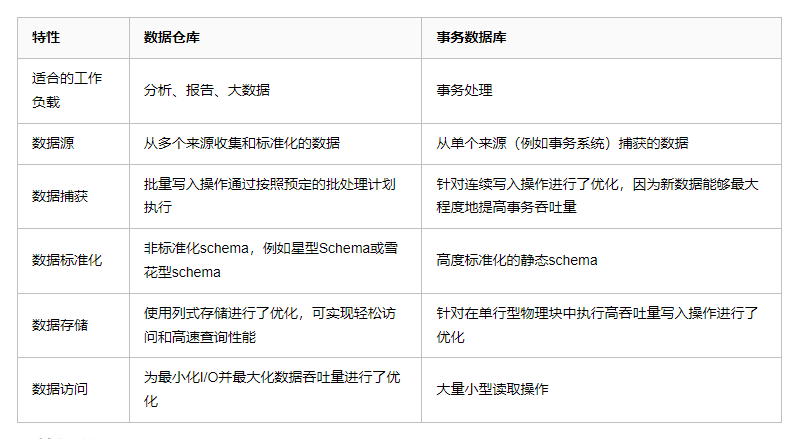 特性 数据仓库 事务数据库
适合的工作
负载
分析、报告、大数据
事务处理
数据源 从多个来源收集和标准化的数据 从单个来源（例如事务系统）捕获的数据
数据捕获
批量写入操作通过按照预定的批处理计划
执行
针对连续写入操作进行了优化，因为新数据能够最大
程度地提高事务吞吐量
数据标准化
非标准化schema，例如星型Schema或雪
花型schema
高度标准化的静态schema
数据存储
使用列式存储进行了优化，可实现轻松访
问和高速查询性能
针对在单行型物理块中执行高吞吐量写入操作进行了
优化
数据访问
为最小化I/O并最大化数据吞吐量进行了优
化
大量小型读取操作